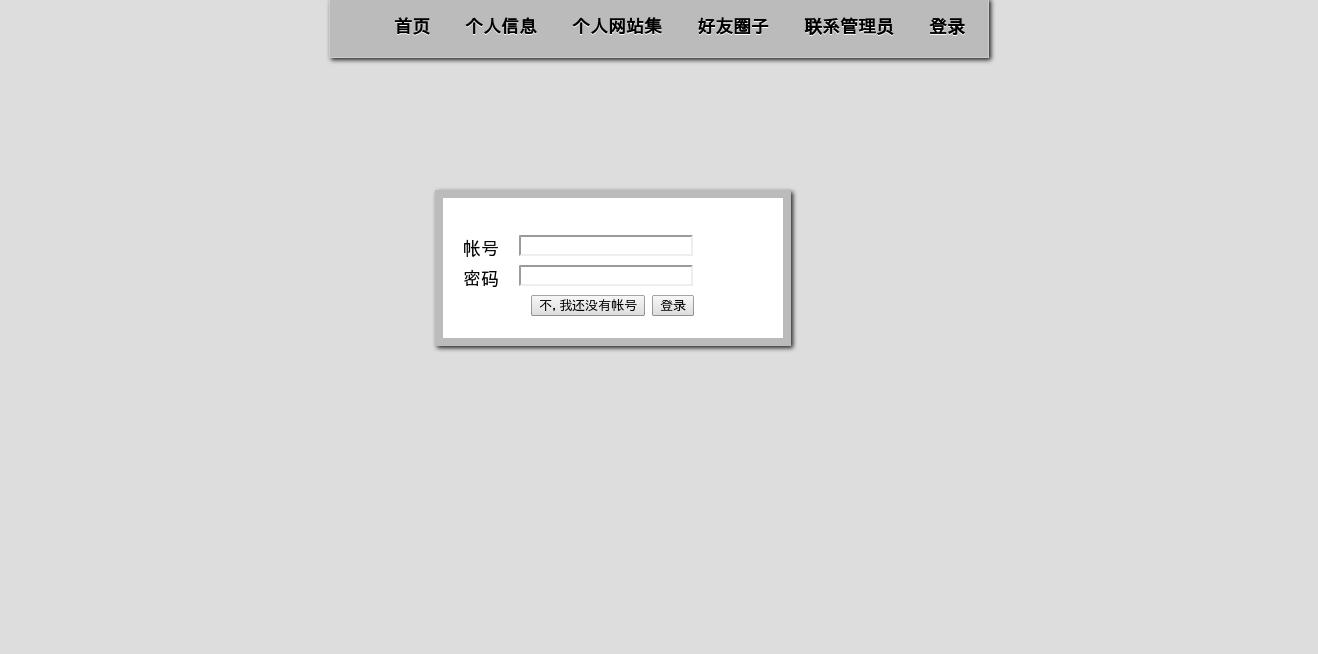 首页 个人信息 个人网站集 好友圈子 联系管理员 登录
帐号
密码
不,我还没有帐号 登录